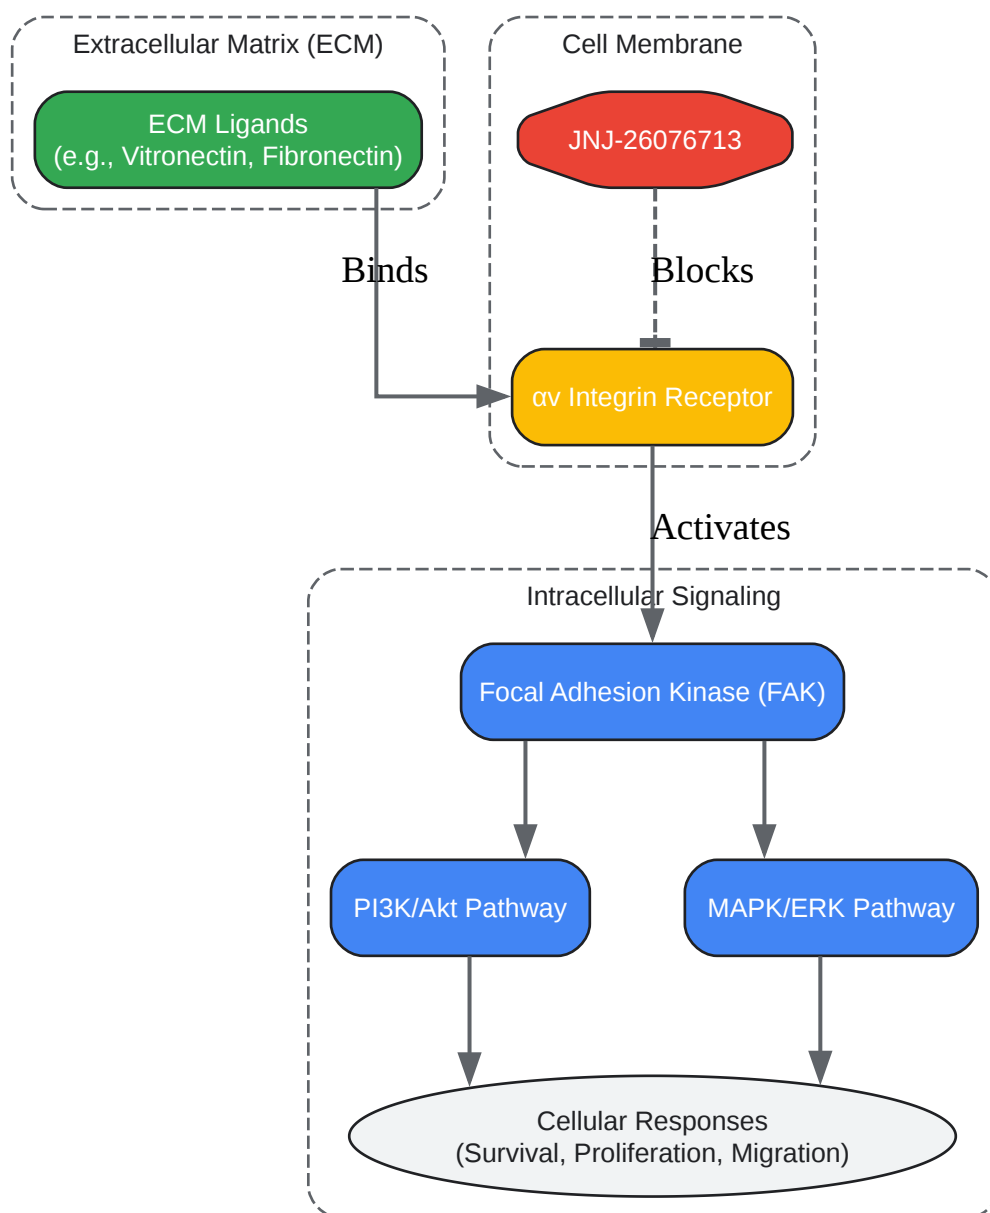 Extracellular Matrix (ECM)
Cell Membrane
ECM Ligands
(e.g., Vitronectin, Fibronectin)
JNJ-26076713
Binds
Blocks
αv Integrin Receptor
Activates
Intracellular Signaling
Focal Adhesion Kinase (FAK)
PI3K/Akt Pathway
MAPK/ERK Pathway
Cellular Responses
(Survival, Proliferation, Migration)